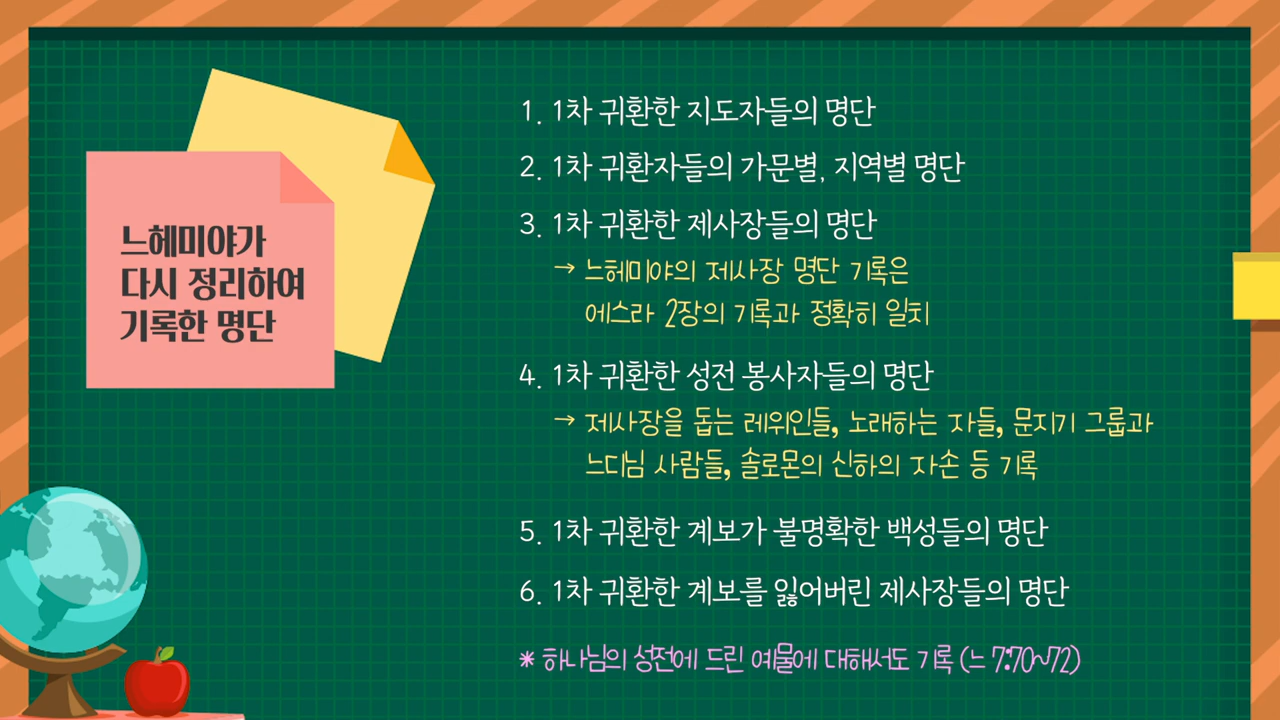 느헤미야가
다시 정리하여
기록한 명단
1. 1차 귀환한 지도자들의 명단
2. 1차 귀환자들의 가문별, 지역별 명단
3. 1차 귀환한 제사장들의 명단
→ 느헤미야의 제사장 명단 기록은
에스라 2장의 기록과 정확히 일치
4. 1차 귀환한 성전 봉사자들의 명단
→ 제사장을 돕는 레위인들, 노래하는 자들, 문지기 그룹과
느디님 사람들, 솔로몬의 신하의 자손 등 기록
5. 1차 귀환한 계보가 불명확한 백성들의 명단
6. 1차 귀환한 계보를 잃어버린 제사장들의 명단
* 하나님의 성전에 드린 예물에 대해서도 기록 (느 7:70~72)